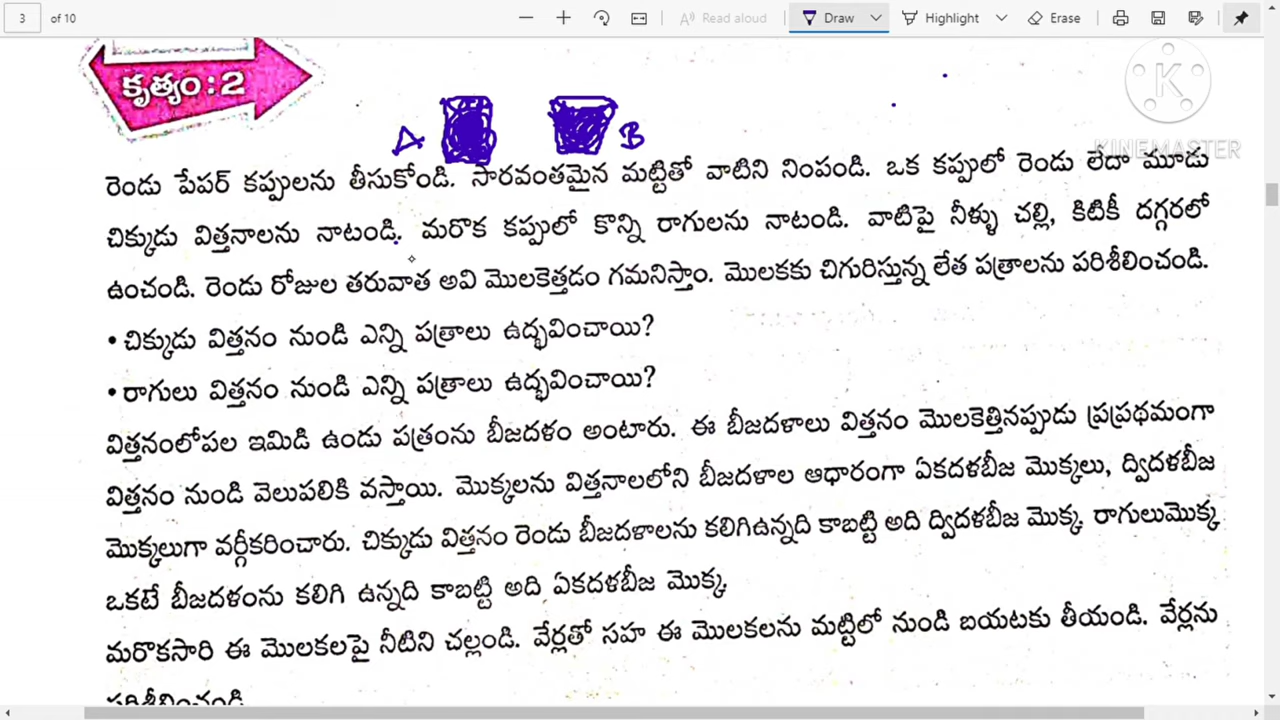 3 of 10 Read aloud Draw Highlight Erase
కృత్యం : 2
K
KINEMASTER
A B
రెండు పేపర్ కప్పులను తీసుకోండి. సారవంతమైన మట్టితో వాటిని నింపండి. ఒక కప్పులో రెండు లేదా మూడు
చిక్కుడు విత్తనాలను నాటండి. మరొక కప్పులో కొన్ని రాగులను నాటండి. వాటిపై నీళ్ళు చల్లి, కిటికీ దగ్గరలో
ఉంచండి. రెండు రోజుల తరువాత అవి మొలకెత్తడం గమనిస్తాం. మొలకకు చిగురిస్తున్న లేత పత్రాలను పరిశీలించండి.
• చిక్కుడు విత్తనం నుండి ఎన్ని పత్రాలు ఉద్భవించాయి?
• రాగులు విత్తనం నుండి ఎన్ని పత్రాలు ఉద్భవించాయి?
విత్తనంలోపల ఇమిడి ఉండు పత్రంను బీజదళం అంటారు. ఈ బీజదళాలు విత్తనం మొలకెత్తినప్పుడు ప్రప్రథమంగా
విత్తనం నుండి వెలుపలికి వస్తాయి. మొక్కలను విత్తనాలలోని బీజదళాల ఆధారంగా ఏకదళబీజ మొక్కలు, ద్విదళబీజ
మొక్కలుగా వర్గీకరించారు. చిక్కుడు విత్తనం రెండు బీజదళాలను కలిగిఉన్నది కాబట్టి అది ద్విదళబీజ మొక్క రాగులుమొక్క
ఒకటే బీజదళంను కలిగి ఉన్నది కాబట్టి అది ఏకదళబీజ మొక్క
మరొకసారి ఈ మొలకలపై నీటిని చల్లండి. వేర్లతో సహ ఈ మొలకలను మట్టిలో నుండి బయటకు తీయండి. వేర్లను
పరిశీలించండి.